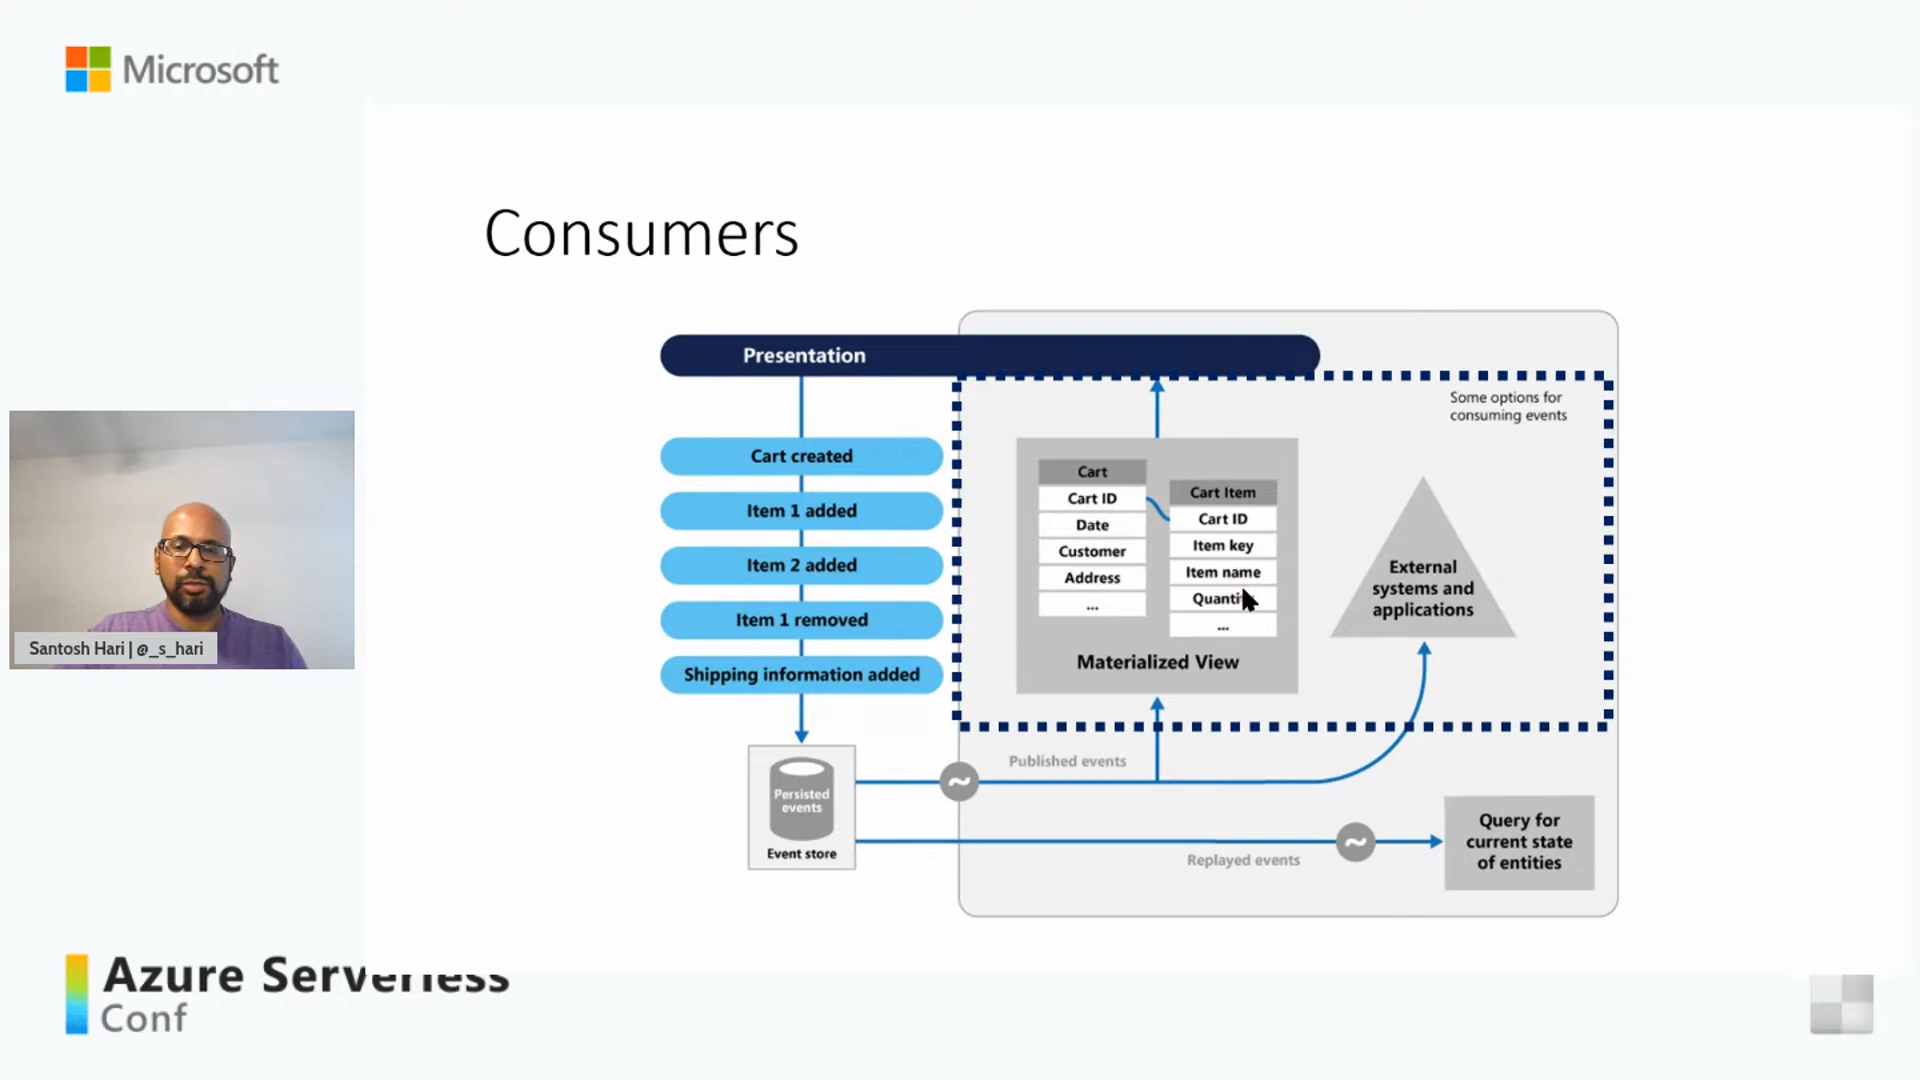 Microsoft
Consumers
Presentation
Some options for
consuming events
Cart created
Item 1 added
Item 2 added
Item 1 removed
Shipping information added
Cart
Cart ID
Date
Customer
Address
...
Cart Item
Cart ID
Item key
Item name
Quantity
...
Materialized View
External
systems and
applications
Santosh Hari | @_s_hari
Published events
Persisted
events
Event store
Replayed events
Query for
current state
of entities
Azure Serverless
Conf